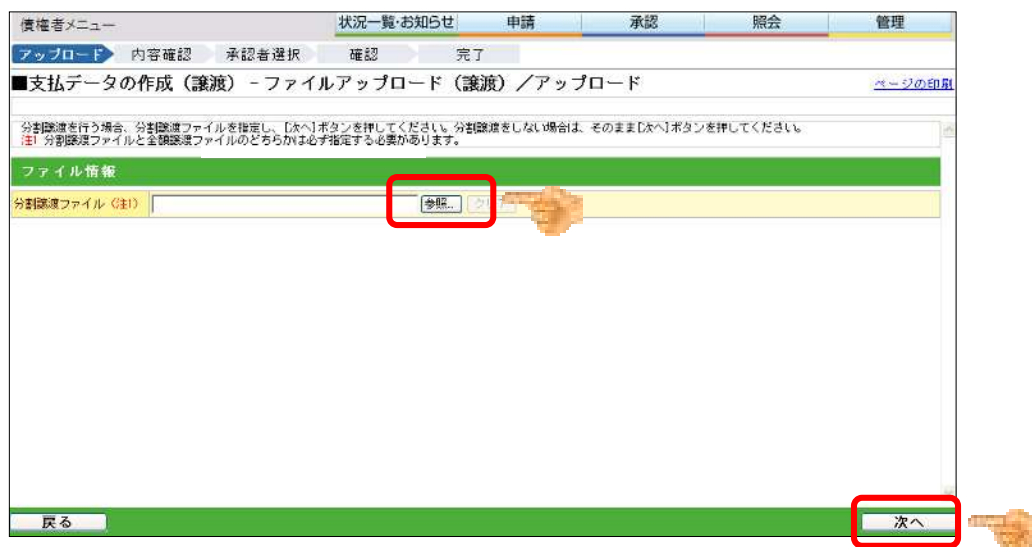 債権者メニュー
状況一覧・お知らせ 申請 承認 照会 管理
アップロード 内容確認 承認者選択 確認 完了
■支払データの作成（譲渡）－ファイルアップロード（譲渡）／アップロード
ページの印刷
分割譲渡を行う場合、分割譲渡ファイルを指定し、[次へ]ボタンを押してください。分割譲渡をしない場合は、そのまま[次へ]ボタンを押してください。
注1 分割譲渡ファイルと全額譲渡ファイルのどちらかは必ず指定する必要があります。
ファイル情報
分割譲渡ファイル（注1） 参照...
戻る 次へ